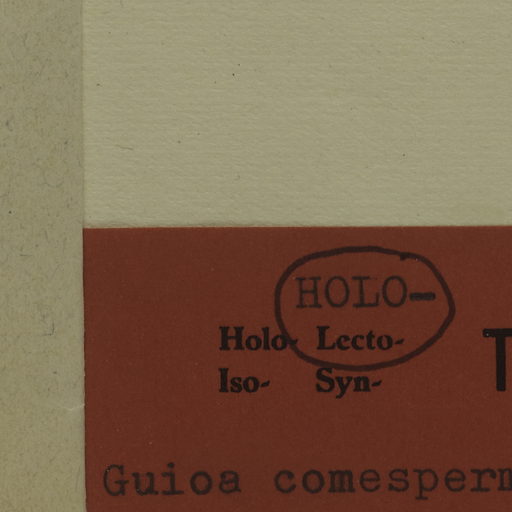 HOLO-
Holo- Lecto-
Iso- Syn-
T
Guioa comesperm